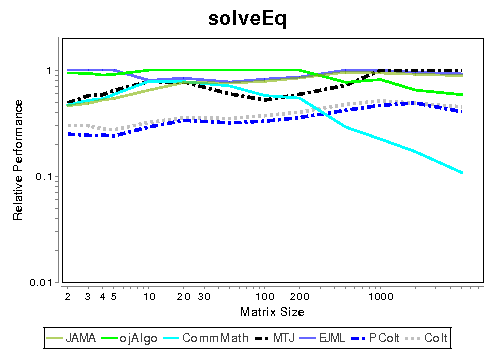 solveEq
Relative Performance
1
0.1
0.01
2 3 4 5 10 20 30 100 200 1000
Matrix Size
JAMA ojAlgo CommMath MTJ EJML PColt Colt